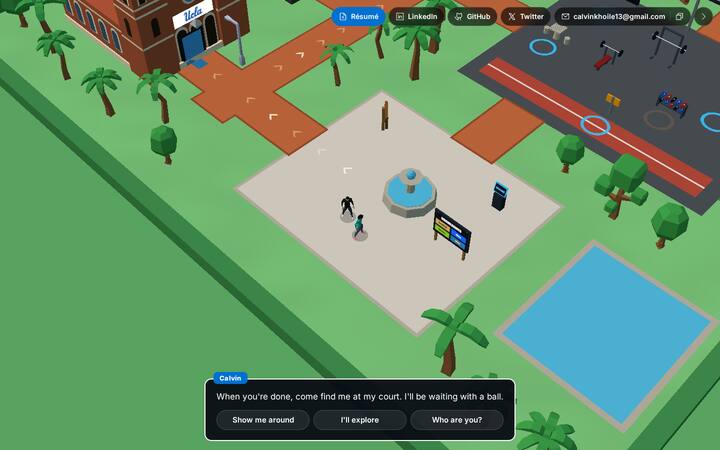 Ucla
Résumé
LinkedIn
GitHub
Twitter
calvinkhoile13@gmail.com
Calvin
When you're done, come find me at my court. I'll be waiting with a ball.
Show me around
I'll explore
Who are you?